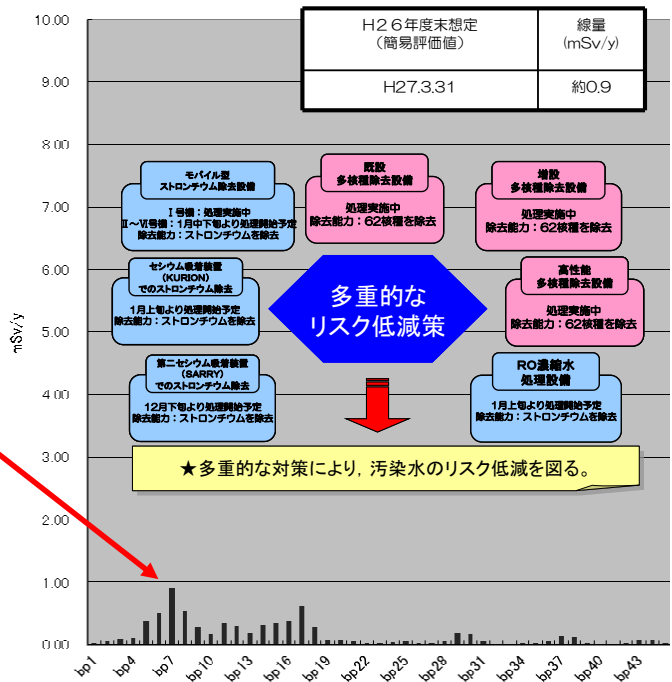 H26年度末想定
(簡易評価値)
線量
(mSv/y)
H27.3.31
約0.9
モバイル型
ストロンチウム除去設備
Ⅰ号機：処理実施中
Ⅱ～Ⅵ号機：1月中下旬より処理開始予定
除去能力：ストロンチウムを除去
既設
多核種除去設備
処理実施中
除去能力：62核種を除去
増設
多核種除去設備
処理実施中
除去能力：62核種を除去
セシウム吸着装置
(KURION)
でのストロンチウム除去
1月上旬より処理開始予定
除去能力：ストロンチウムを除去
多重的な
リスク低減策
高性能
多核種除去設備
処理実施中
除去能力：62核種を除去
第二セシウム吸着装置
(SARRY)
でのストロンチウム除去
12月下旬より処理開始予定
除去能力：ストロンチウムを除去
RO濃縮水
処理設備
1月上旬より処理開始予定
除去能力：ストロンチウムを除去
★多重的な対策により，汚染水のリスク低減を図る。
mSv/y
10.00
9.00
8.00
7.00
6.00
5.00
4.00
3.00
2.00
1.00
0.00
bp1
bp4
bp7
bp10
bp13
bp16
bp19
bp22
bp25
bp28
bp31
bp34
bp37
bp40
bp43